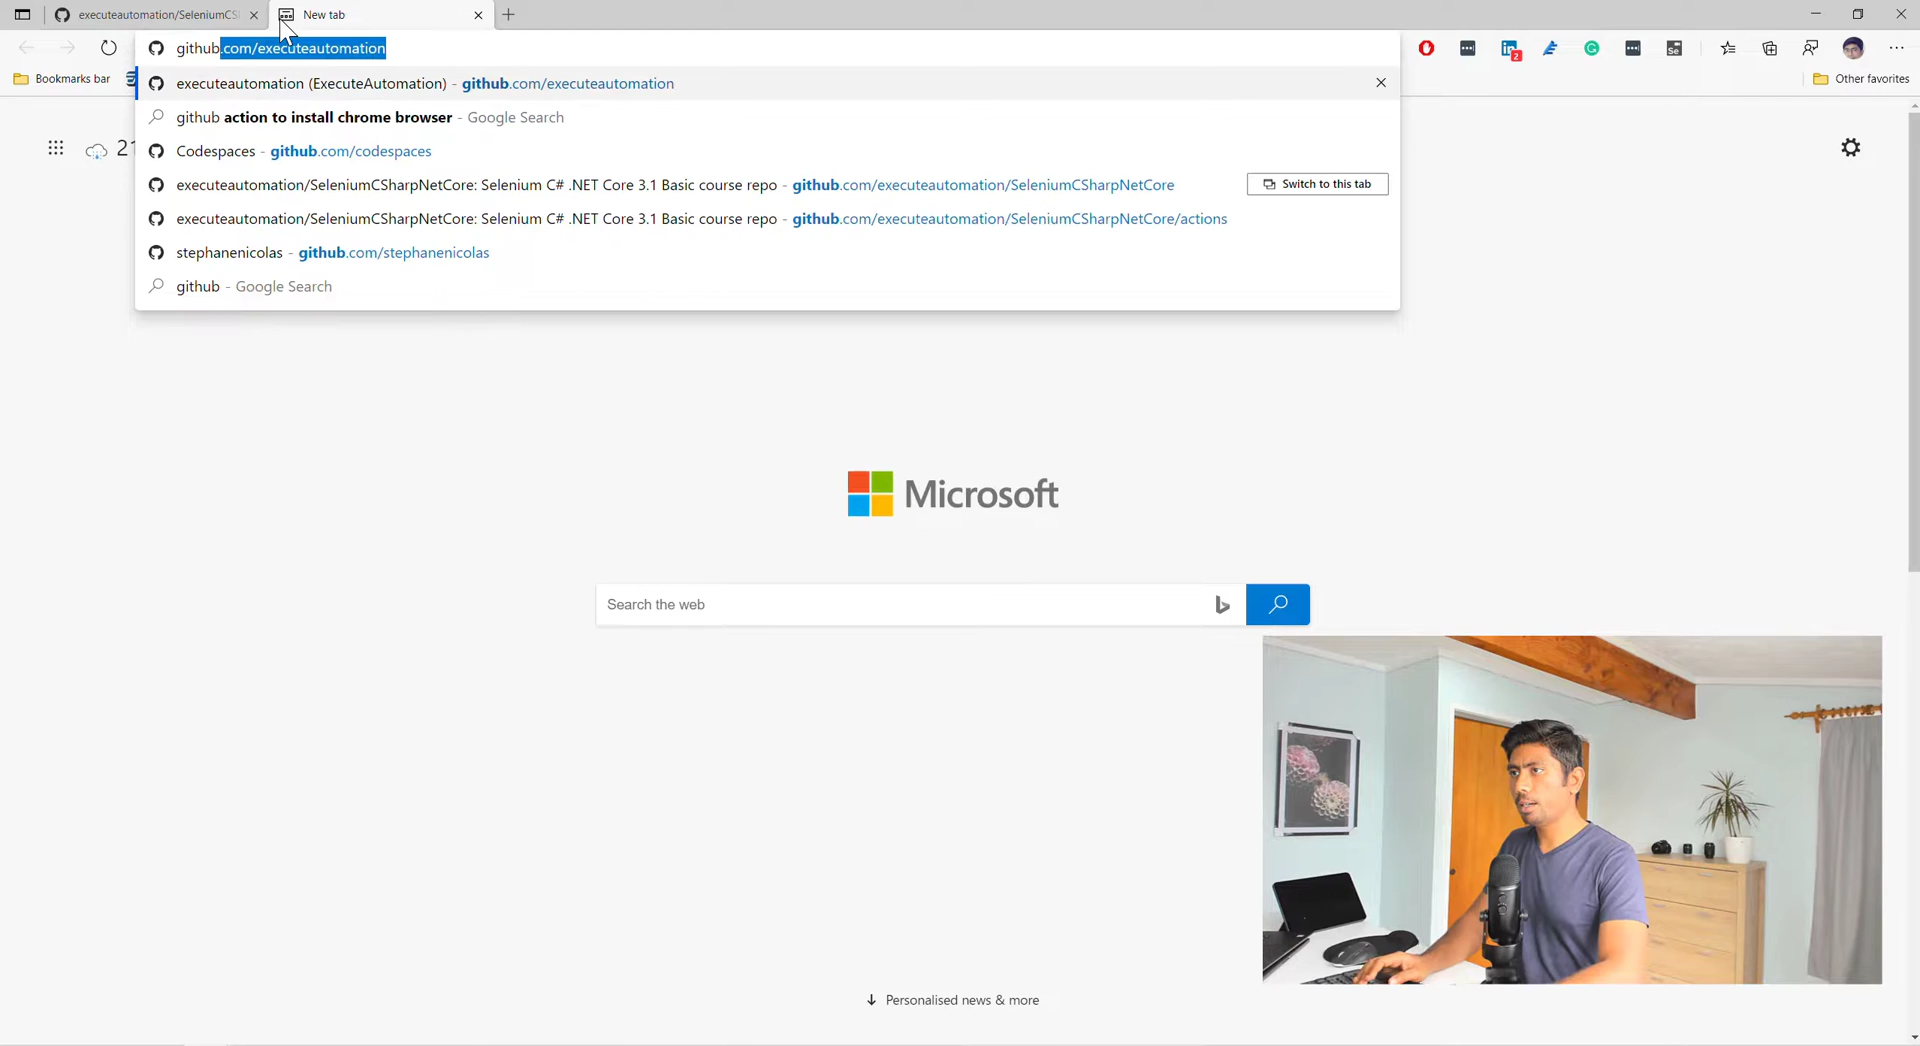 executeautomation/SeleniumCS
New tab
github.com/executeautomation
2
Bookmarks bar
Other favorites
executeautomation (ExecuteAutomation) - github.com/executeautomation
github action to install chrome browser - Google Search
Codespaces - github.com/codespaces
executeautomation/SeleniumCSharpNetCore: Selenium C# .NET Core 3.1 Basic course repo - github.com/executeautomation/SeleniumCSharpNetCore
Switch to this tab
executeautomation/SeleniumCSharpNetCore: Selenium C# .NET Core 3.1 Basic course repo - github.com/executeautomation/SeleniumCSharpNetCore/actions
stephanenicolas - github.com/stephanenicolas
github - Google Search
Microsoft
Search the web
Personalised news & more